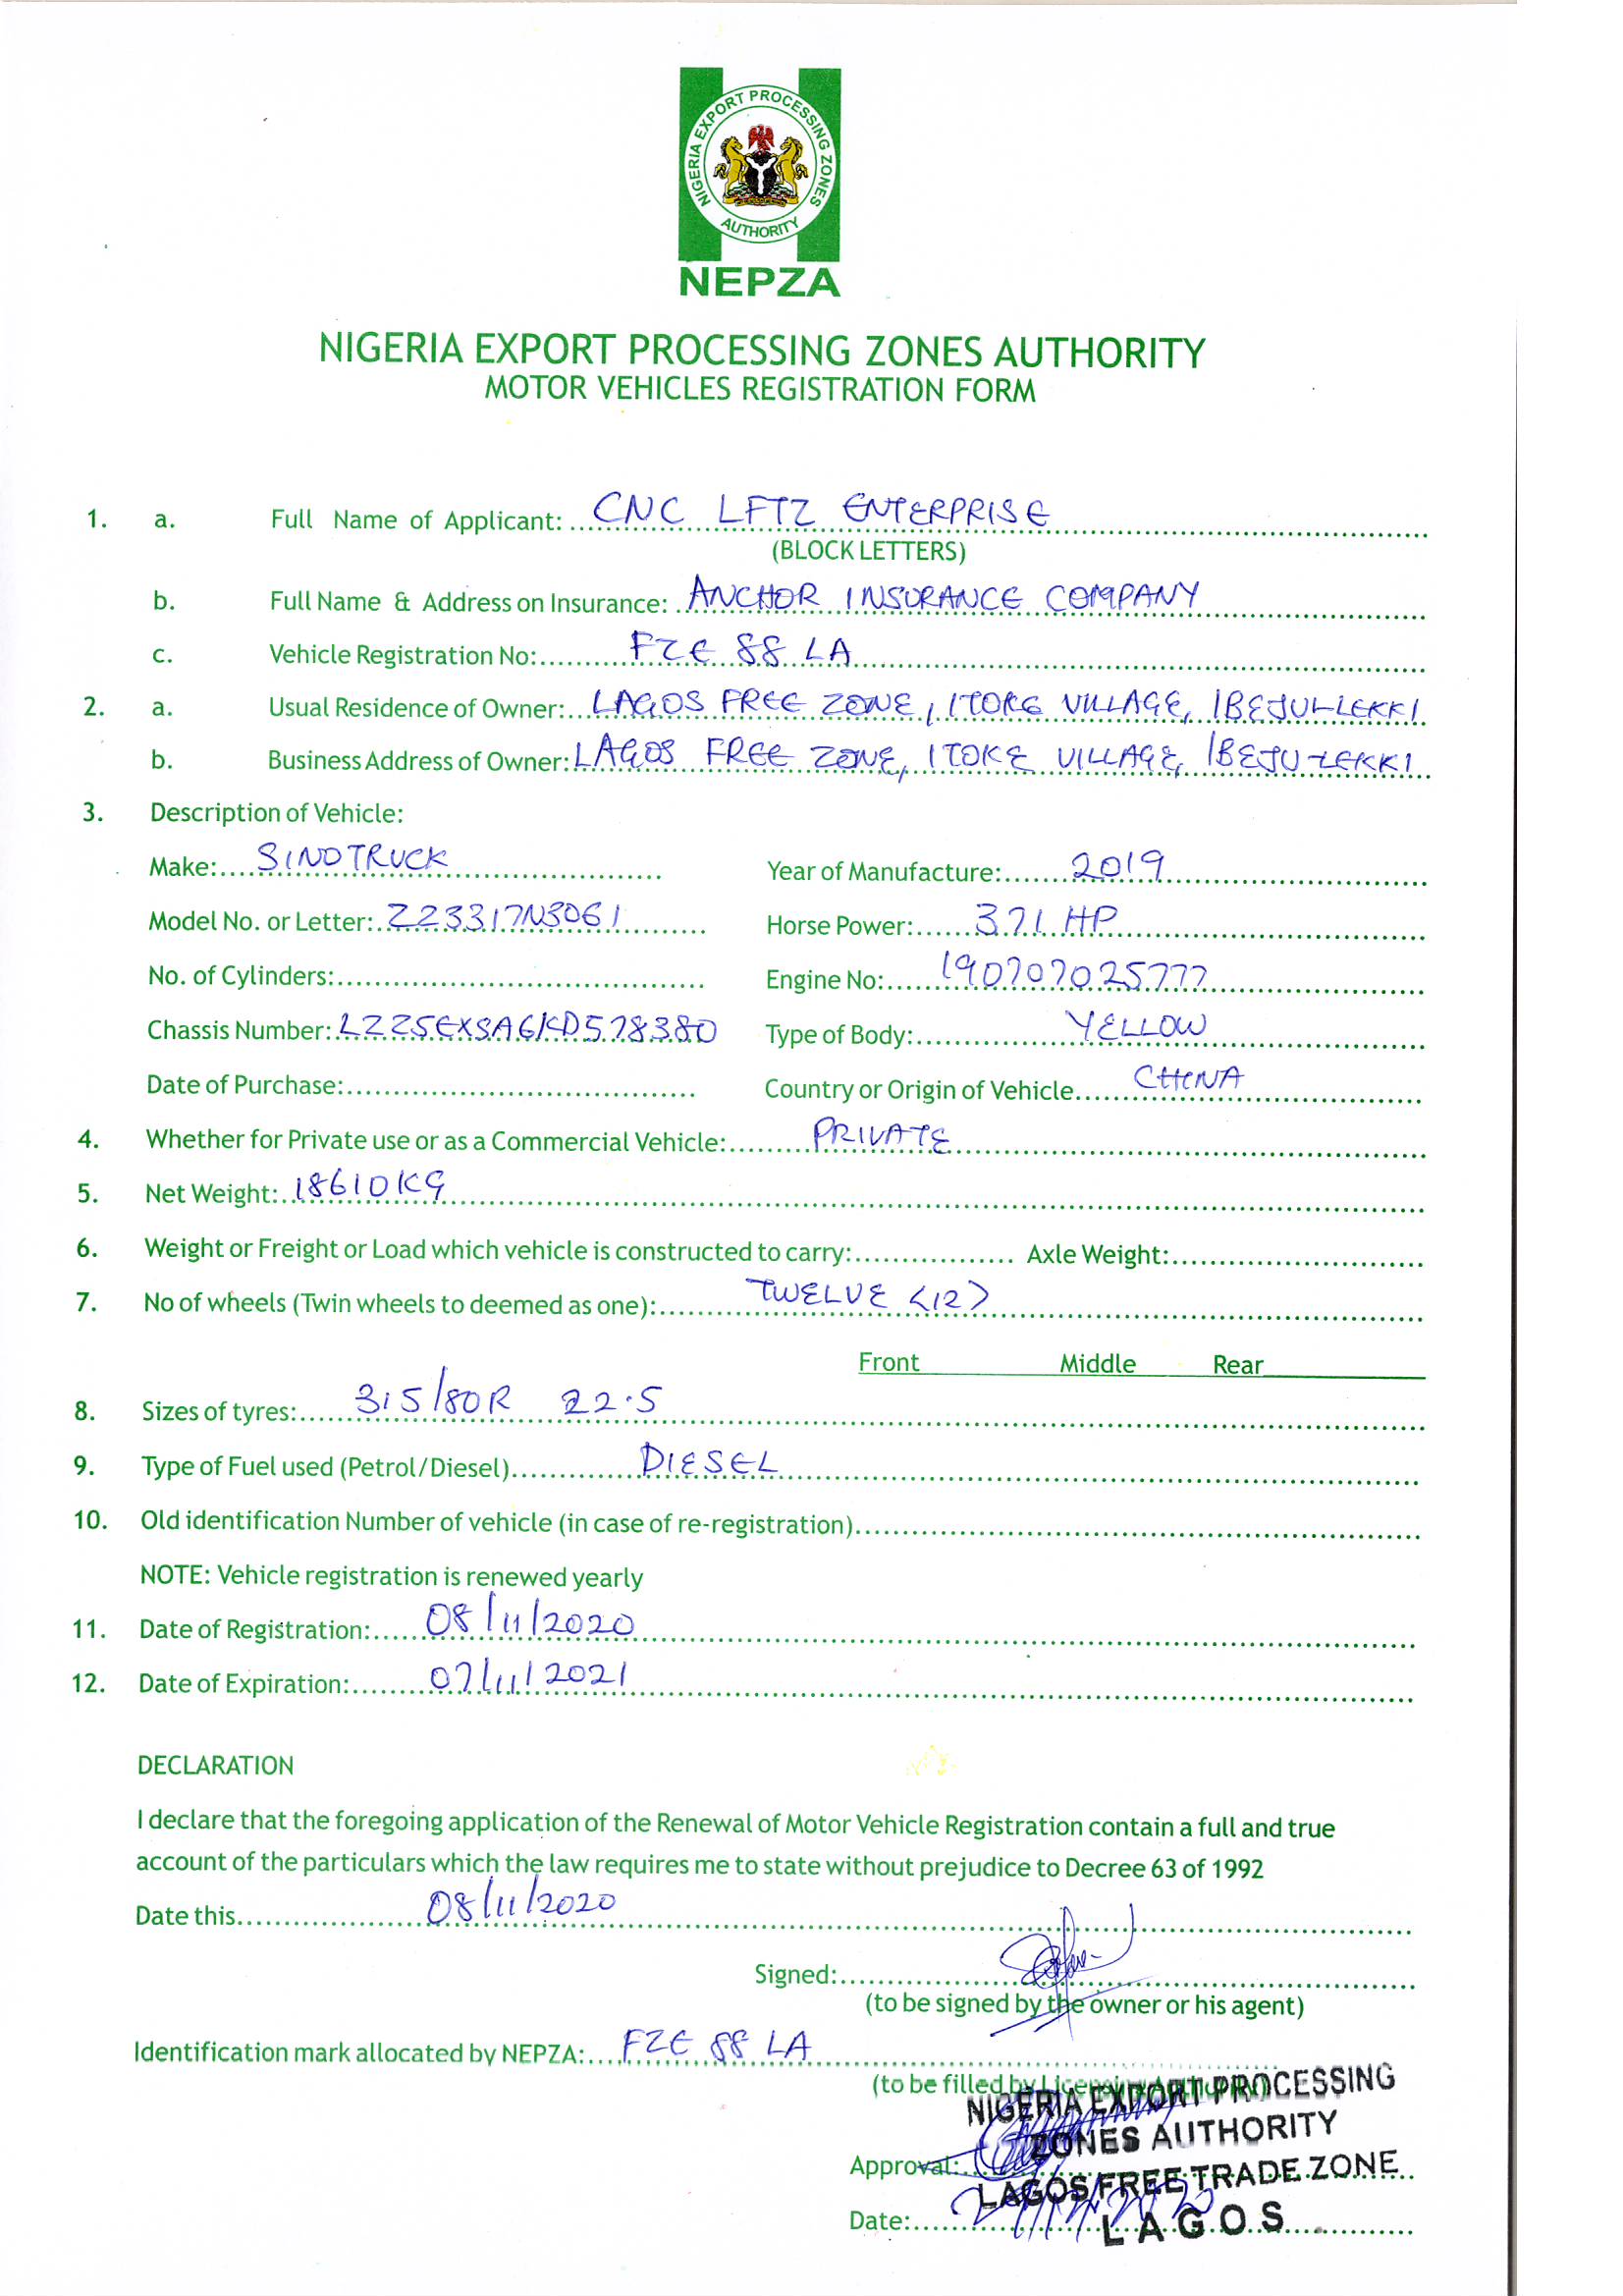 NIGERIA EXPORT PROCESSING ZONES
AUTHORITY
NEPZA
NIGERIA EXPORT PROCESSING ZONES AUTHORITY
MOTOR VEHICLES REGISTRATION FORM
1. a. Full Name of Applicant: CNC LFTZ ENTERPRISE
(BLOCK LETTERS)
b. Full Name & Address on Insurance: ANCHOR INSURANCE COMPANY
c. Vehicle Registration No: FZE 88 LA
2. a. Usual Residence of Owner: LAGOS FREE ZONE, ITOKE VILLAGE, IBEJU-LEKKI
b. Business Address of Owner: LAGOS FREE ZONE, ITOKE VILLAGE, IBEJU-LEKKI
3. Description of Vehicle:
Make: SINOTRUCK Year of Manufacture: 2019
Model No. or Letter: ZZ3317N3061 Horse Power: 371 HP
No. of Cylinders: Engine No: 190707025777
Chassis Number: LZZ5EXSA6KD578380 Type of Body: YELLOW
Date of Purchase: Country or Origin of Vehicle CHINA
4. Whether for Private use or as a Commercial Vehicle: PRIVATE
5. Net Weight: 18610KG
6. Weight or Freight or Load which vehicle is constructed to carry: Axle Weight:
7. No of wheels (Twin wheels to deemed as one): TWELVE <12>
Front Middle Rear
8. Sizes of tyres: 315/80R 22.5
9. Type of Fuel used (Petrol/Diesel) DIESEL
10. Old identification Number of vehicle (in case of re-registration)
NOTE: Vehicle registration is renewed yearly
11. Date of Registration: 08/11/2020
12. Date of Expiration: 07/11/2021
DECLARATION
I declare that the foregoing application of the Renewal of Motor Vehicle Registration contain a full and true
account of the particulars which the law requires me to state without prejudice to Decree 63 of 1992
Date this 08/11/2020
Signed:
(to be signed by the owner or his agent)
Identification mark allocated by NEPZA: FZE 88 LA
(to be filled by Licensing Authority)
NIGERIA EXPORT PROCESSING
ZONES AUTHORITY
Approval:
LAGOS FREE TRADE ZONE
Date:
LAGOS